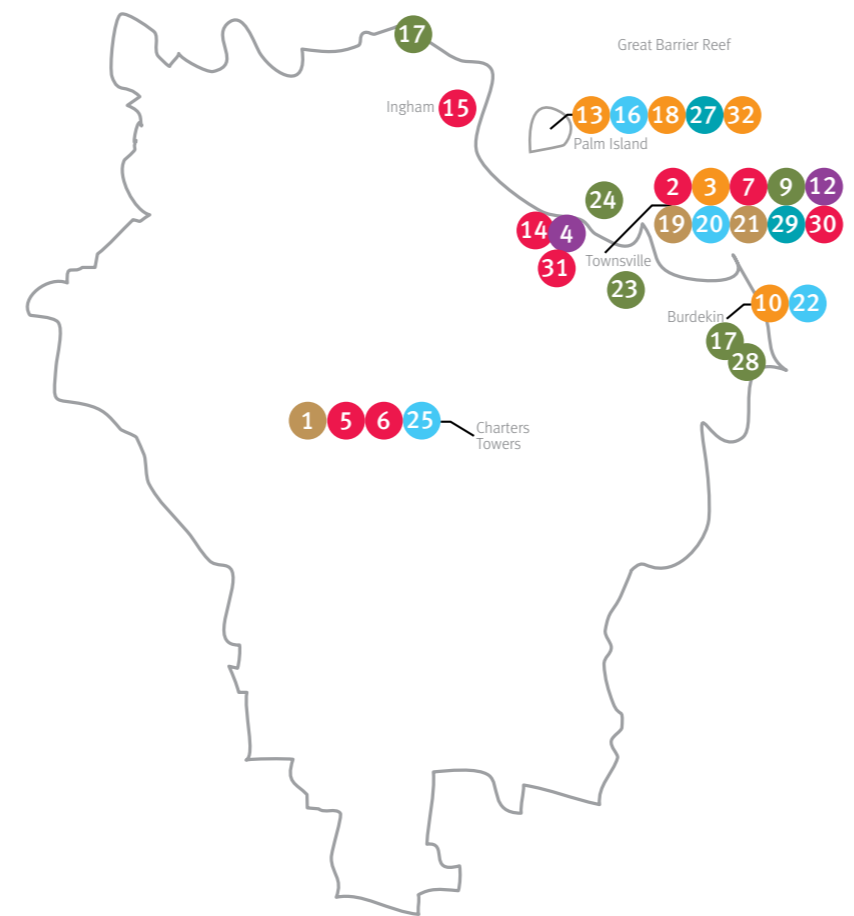 17
Great Barrier Reef
Ingham 15
13 16 18 27 32
Palm Island
2 3 7 9 12
24
19 20 21 29 30
14 4
Townsville
31
23
10 22
Burdekin
17
28
1 5 6 25
Charters
Towers